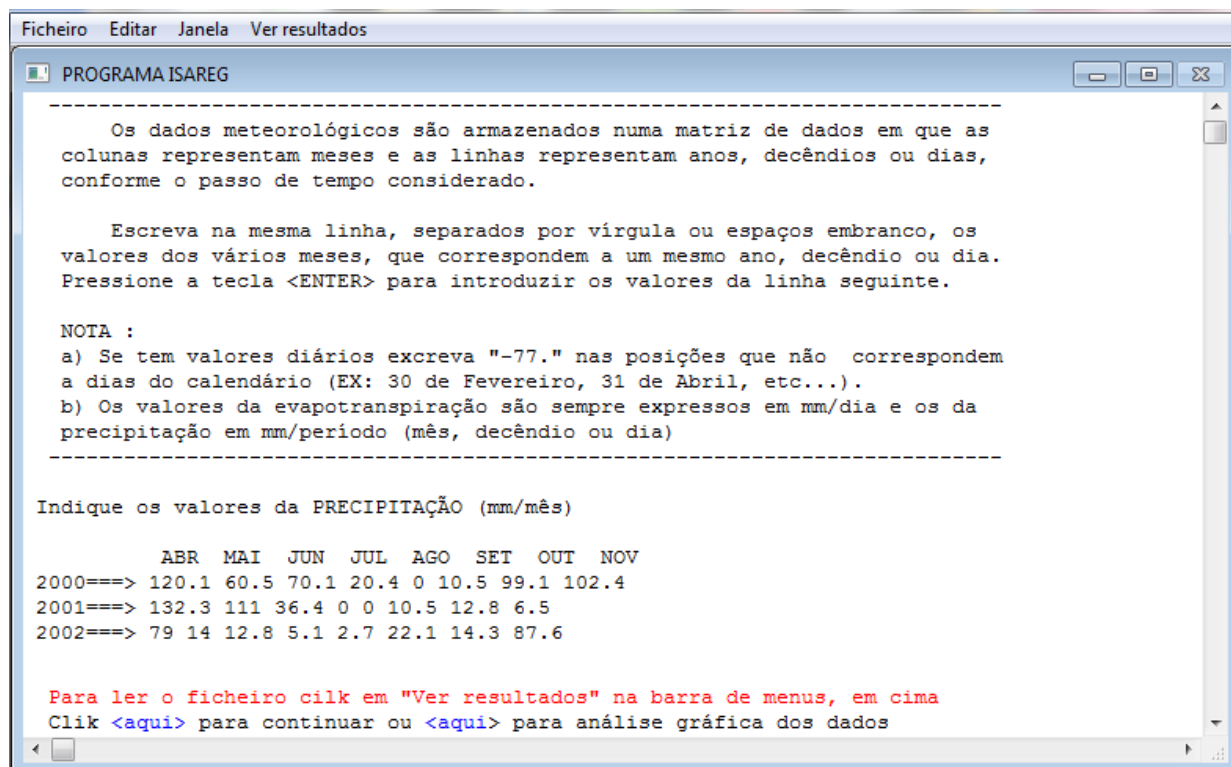 Ficheiro Editar Janela Ver resultados
PROGRAMA ISAREG
------------------------------------------------------------------------------
Os dados meteorológicos são armazenados numa matriz de dados em que as
colunas representam meses e as linhas representam anos, decêndios ou dias,
conforme o passo de tempo considerado.
Escreva na mesma linha, separados por vírgula ou espaços embranco, os
valores dos vários meses, que correspondem a um mesmo ano, decêndio ou dia.
Pressione a tecla <ENTER> para introduzir os valores da linha seguinte.
NOTA :
a) Se tem valores diários excreva "-77." nas posições que não correspondem
a dias do calendário (EX: 30 de Fevereiro, 31 de Abril, etc...).
b) Os valores da evapotranspiração são sempre expressos em mm/dia e os da
precipitação em mm/período (mês, decêndio ou dia)
------------------------------------------------------------------------------
Indique os valores da PRECIPITAÇÃO (mm/mês)
ABR MAI JUN JUL AGO SET OUT NOV
2000===> 120.1 60.5 70.1 20.4 0 10.5 99.1 102.4
2001===> 132.3 111 36.4 0 0 10.5 12.8 6.5
2002===> 79 14 12.8 5.1 2.7 22.1 14.3 87.6
Para ler o ficheiro cilk em "Ver resultados" na barra de menus, em cima
Clik <aqui> para continuar ou <aqui> para análise gráfica dos dados